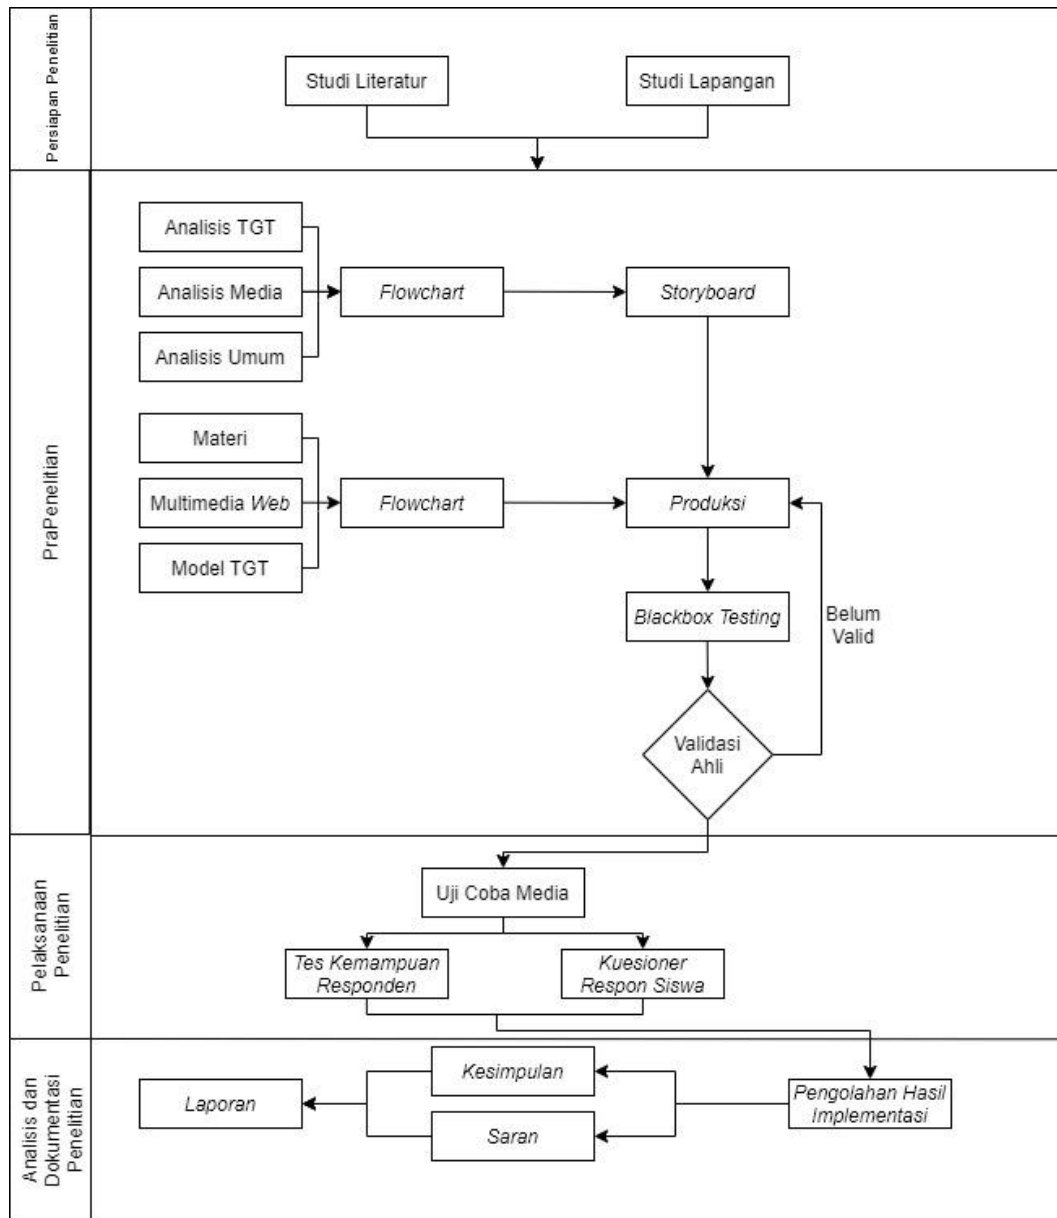 Persiapan Penelitian
Studi Literatur
Studi Lapangan
PraPenelitian
Analisis TGT
Analisis Media
Flowchart
Storyboard
Analisis Umum
Materi
Multimedia Web
Flowchart
Produksi
Model TGT
Blackbox Testing
Belum
Valid
Validasi
Ahli
Pelaksanaan
Penelitian
Uji Coba Media
Tes Kemampuan
Responden
Kuesioner
Respon Siswa
Analisis dan
Dokumentasi
Penelitian
Kesimpulan
Laporan
Saran
Pengolahan Hasil
Implementasi